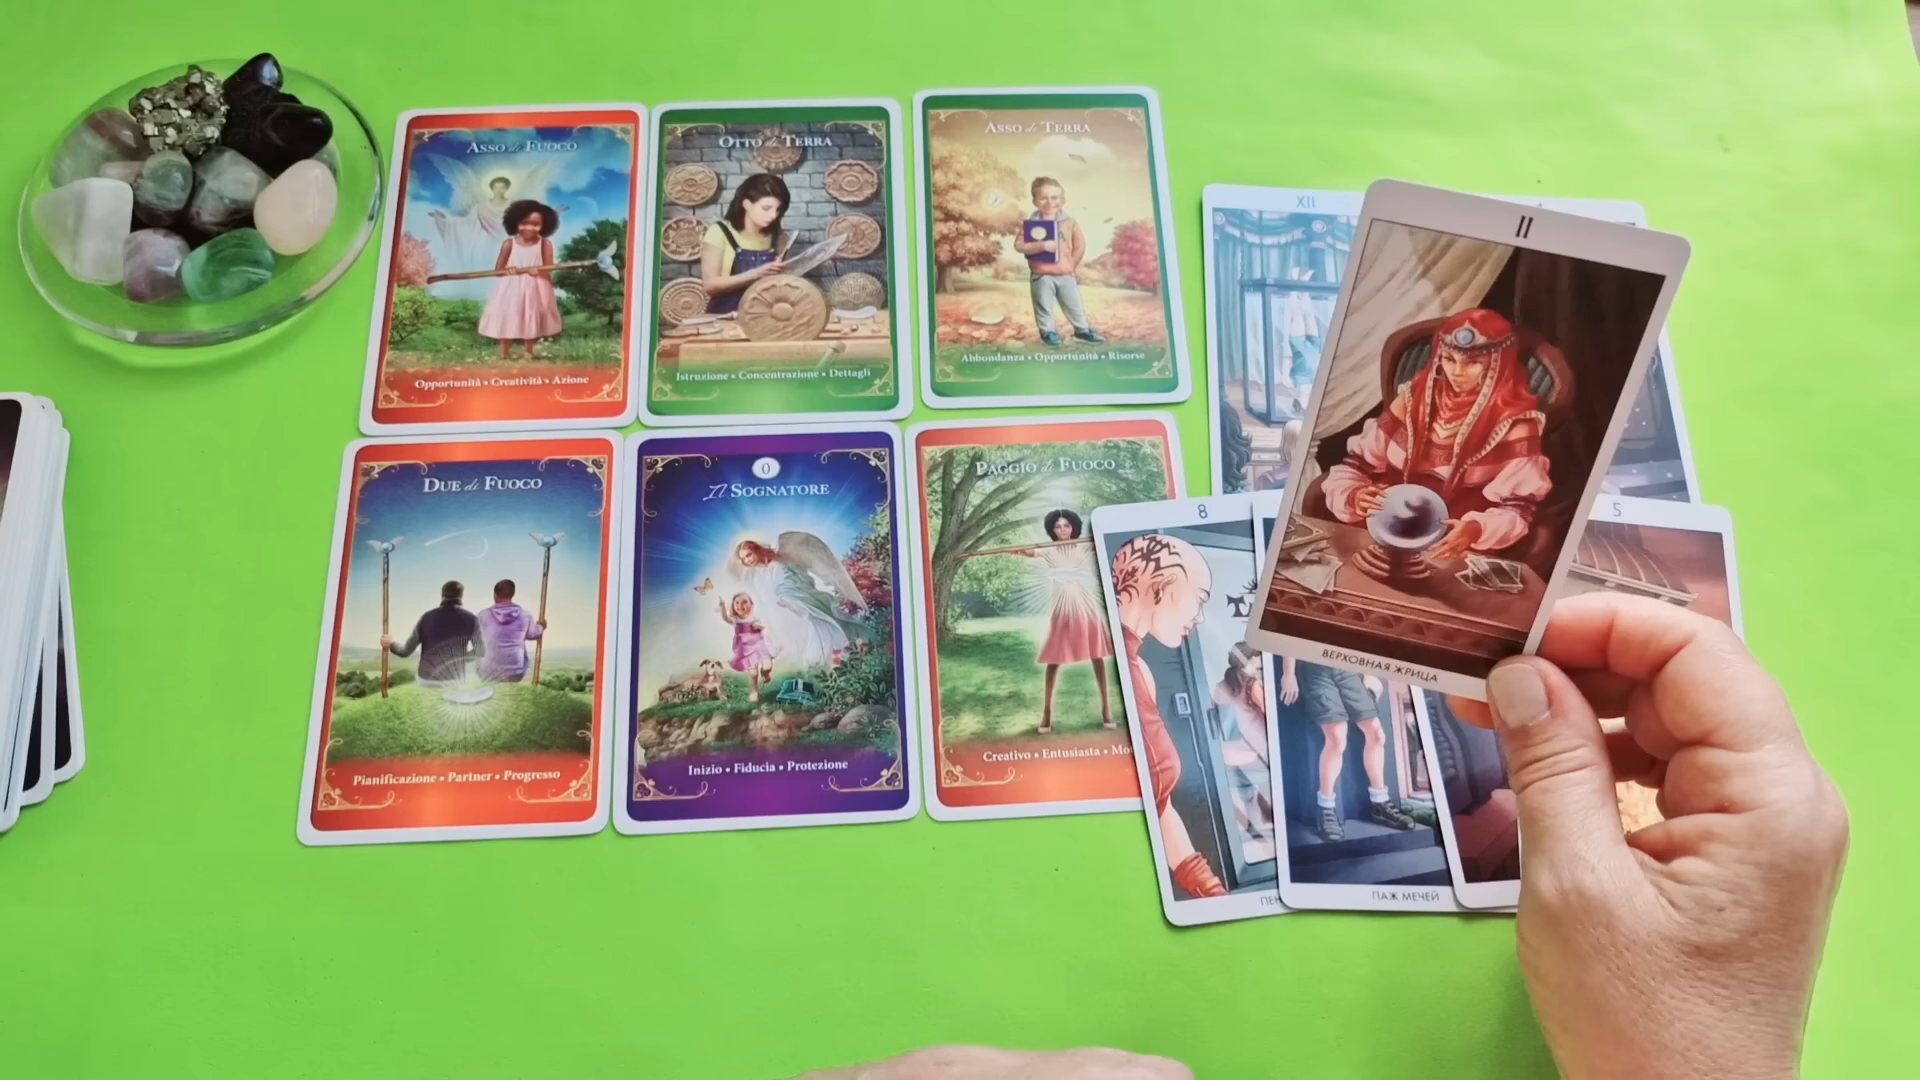 Asso di Fuoco
Opportunità • Creatività • Azione
Otto di Terra
Istruzione • Concentrazione • Dettagli
Asso di Terra
Abbondanza • Opportunità • Risorse
XII
II
ВЕРХОВНАЯ ЖРИЦА
Due di Fuoco
Pianificazione • Partner • Progresso
0
Il Sognatore
Inizio • Fiducia • Protezione
Paggio di Fuoco
Creativo • Entusiasta •
8
5
ПАЖ МЕЧЕЙ